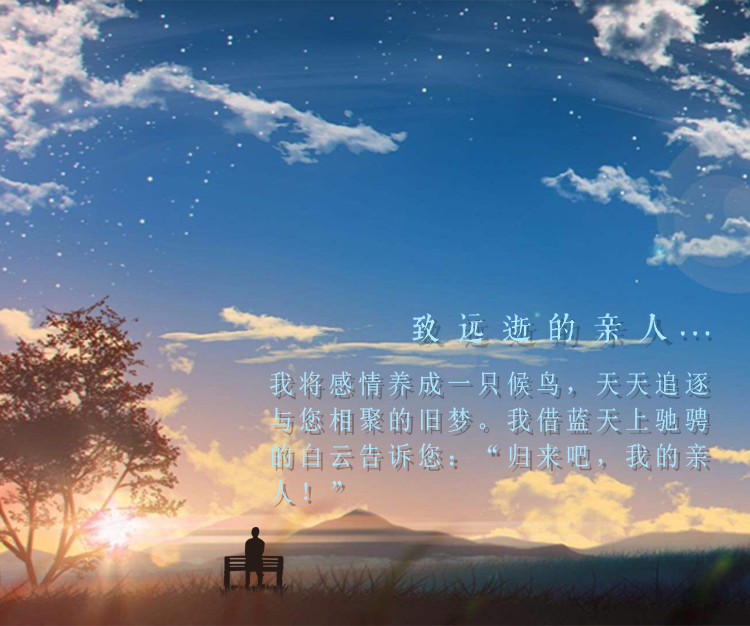 致远逝的亲人...
我将感情养成一只候鸟，天天追逐
与您相聚的旧梦。我借蓝天上驰骋
的白云告诉您：“归来吧，我的亲
人！”